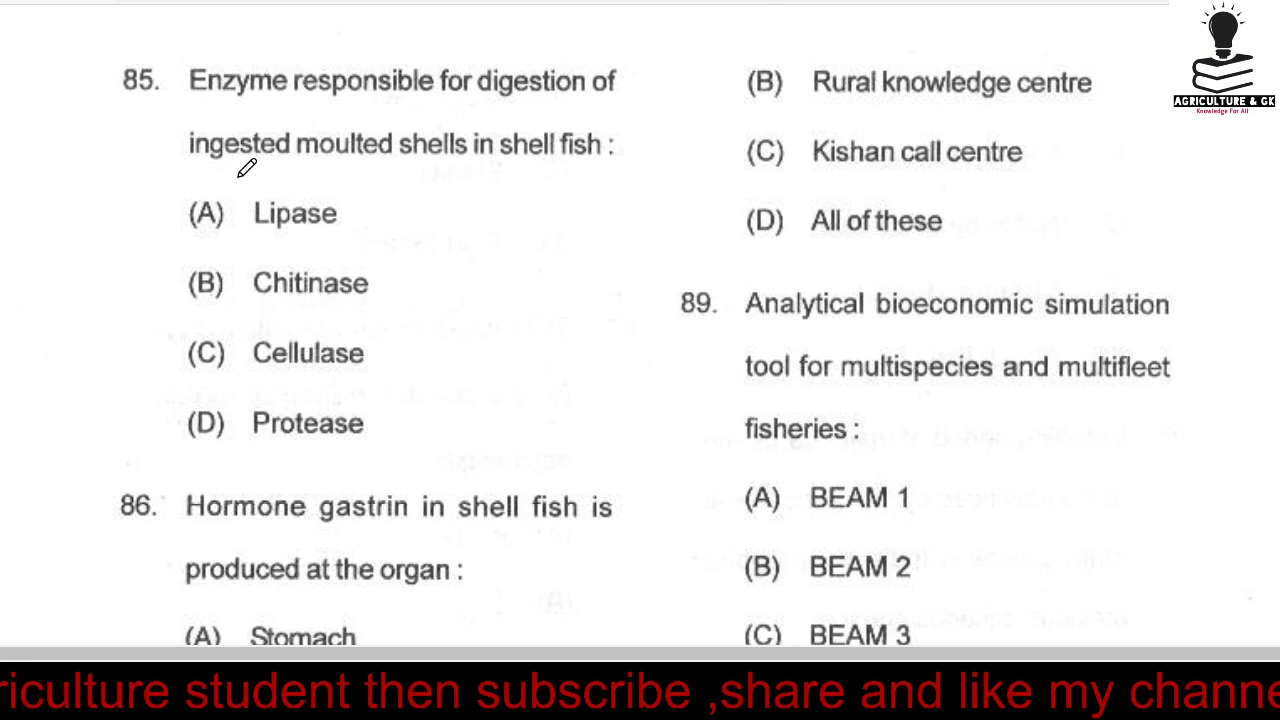 85. Enzyme responsible for digestion of
ingested moulted shells in shell fish :
(A) Lipase
(B) Chitinase
(C) Cellulase
(D) Protease
86. Hormone gastrin in shell fish is
produced at the organ :
(A) Stomach
(B) Rural knowledge centre
(C) Kishan call centre
(D) All of these
89. Analytical bioeconomic simulation
tool for multispecies and multifleet
fisheries :
(A) BEAM 1
(B) BEAM 2
(C) BEAM 3
AGRICULTURE & GK
Knowledge For All
riculture student then subscribe ,share and like my channe